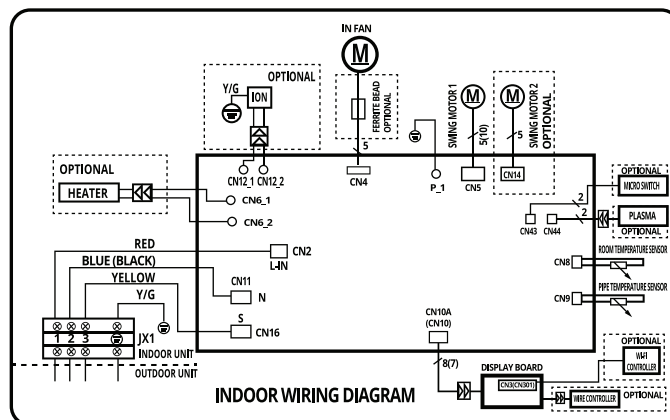 IN FAN
M
OPTIONAL
Y/G
ION
FERRITE BEAD
OPTIONAL
5
SWING MOTOR 1
M
5(10)
SWING MOTOR 2
OPTIONAL
M
5
OPTIONAL
HEATER
CN12_1
CN12_2
CN4
P_1
CN5
CN14
OPTIONAL
MICRO SWITCH
2
2
PLASMA
OPTIONAL
CN6_1
CN6_2
CN43
CN44
RED
CN2
L-IN
ROOM TEMPERATURE SENSOR
CN8
BLUE (BLACK)
CN11
N
YELLOW
PIPE TEMPERATURE SENSOR
CN9
Y/G
S
CN16
CN10A
(CN10)
1
2
3
JX1
INDOOR UNIT
OUTDOOR UNIT
8(7)
DISPLAY BOARD
CN3(CN301)
OPTIONAL
WI-FI
CONTROLLER
WIRE CONTROLLER
OPTIONAL
INDOOR WIRING DIAGRAM